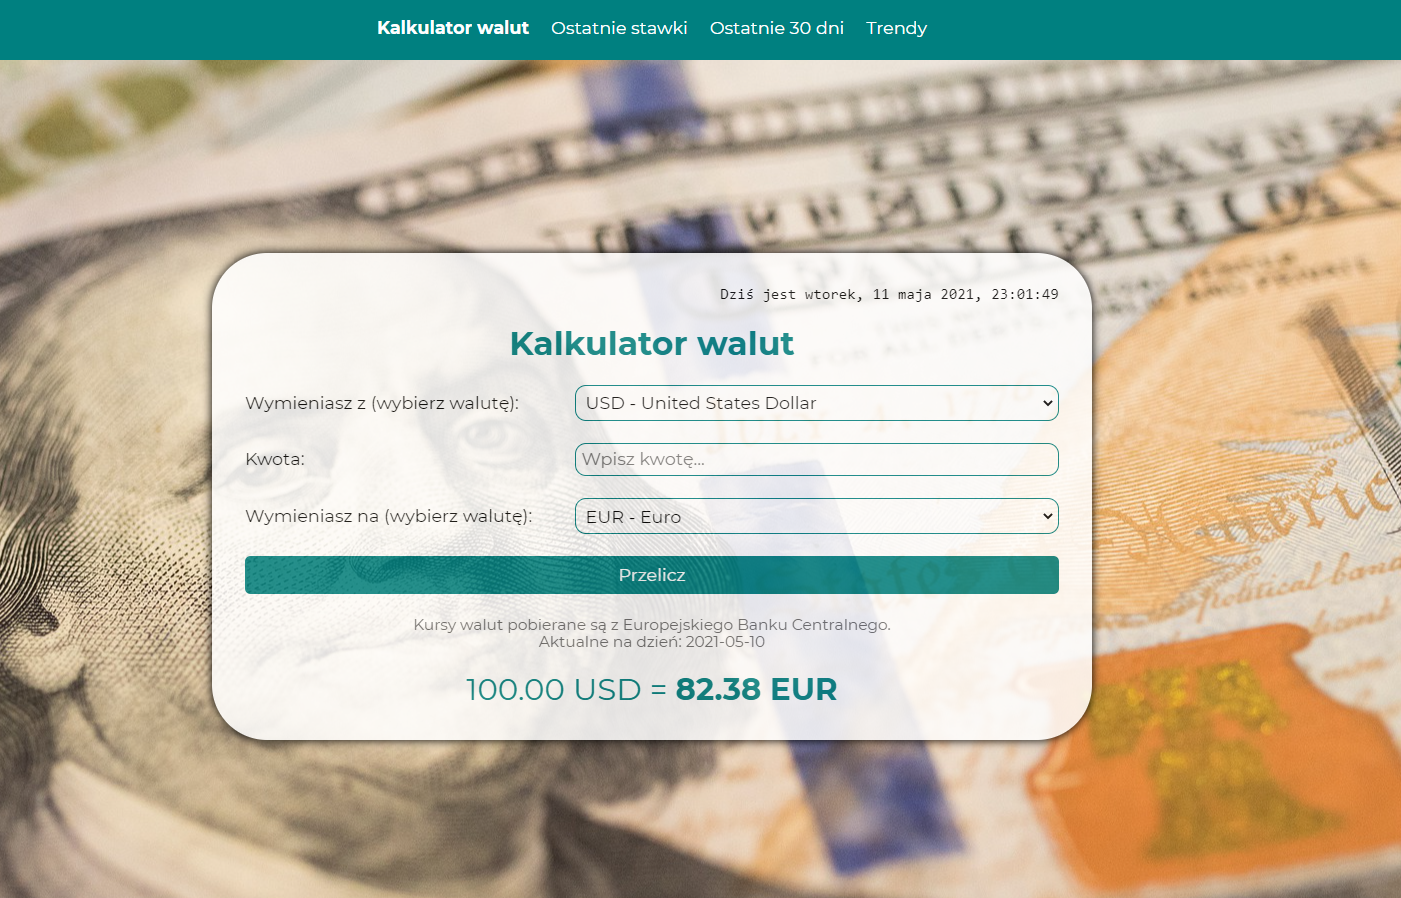 Kalkulator walut Ostatnie stawki Ostatnie 30 dni Trendy
Dziś jest wtorek, 11 maja 2021, 23:01:49
Kalkulator walut
Wymieniasz z (wybierz walutę): USD - United States Dollar
Kwota: Wpisz kwotę...
Wymieniasz na (wybierz walutę): EUR - Euro
Przelicz
Kursy walut pobierane są z Europejskiego Banku Centralnego.
Aktualne na dzień: 2021-05-10
100.00 USD = 82.38 EUR